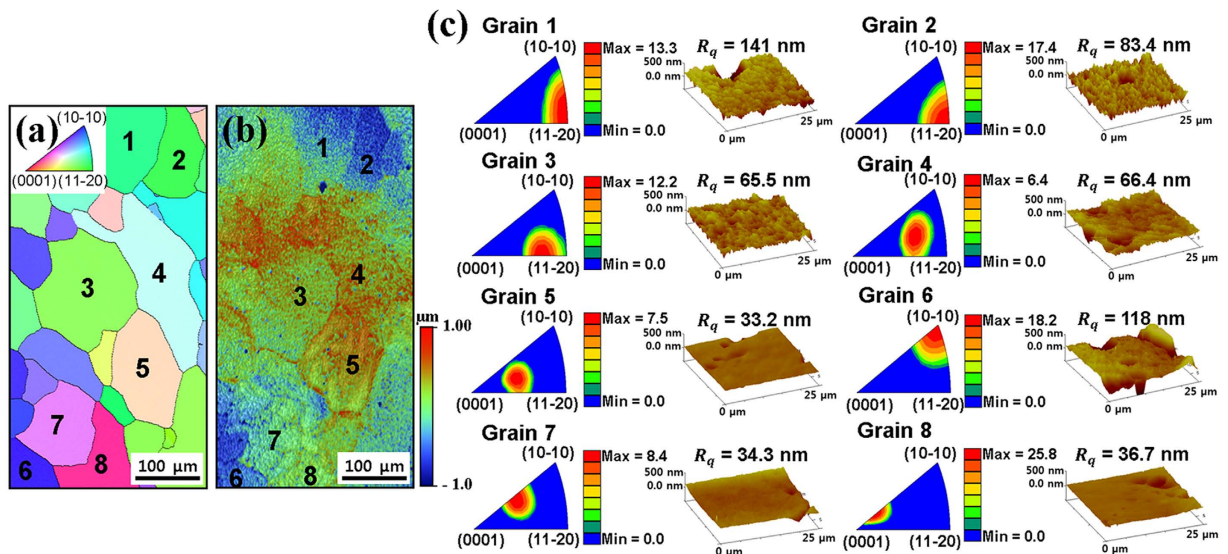 (a)
(10-10)
(0001) (11-20)
1
2
3
4
5
6
7
8
100 μm
(b)
1
2
3
4
5
6
7
8
100 μm
μm
1.00
- 1.0
(c)
Grain 1
(10-10)
(0001) (11-20)
Max = 13.3
Min = 0.0
Rq = 141 nm
500 nm
0.0 nm
0 μm
25 μm
Grain 2
(10-10)
(0001) (11-20)
Max = 17.4
Min = 0.0
Rq = 83.4 nm
500 nm
0.0 nm
0 μm
25 μm
Grain 3
(10-10)
(0001) (11-20)
Max = 12.2
Min = 0.0
Rq = 65.5 nm
500 nm
0.0 nm
0 μm
25 μm
Grain 4
(10-10)
(0001) (11-20)
Max = 6.4
Min = 0.0
Rq = 66.4 nm
500 nm
0.0 nm
0 μm
25 μm
Grain 5
(10-10)
(0001) (11-20)
Max = 7.5
Min = 0.0
Rq = 33.2 nm
500 nm
0.0 nm
0 μm
25 μm
Grain 6
(10-10)
(0001) (11-20)
Max = 18.2
Min = 0.0
Rq = 118 nm
500 nm
0.0 nm
0 μm
25 μm
Grain 7
(10-10)
(0001) (11-20)
Max = 8.4
Min = 0.0
Rq = 34.3 nm
500 nm
0.0 nm
0 μm
25 μm
Grain 8
(10-10)
(0001) (11-20)
Max = 25.8
Min = 0.0
Rq = 36.7 nm
500 nm
0.0 nm
0 μm
25 μm